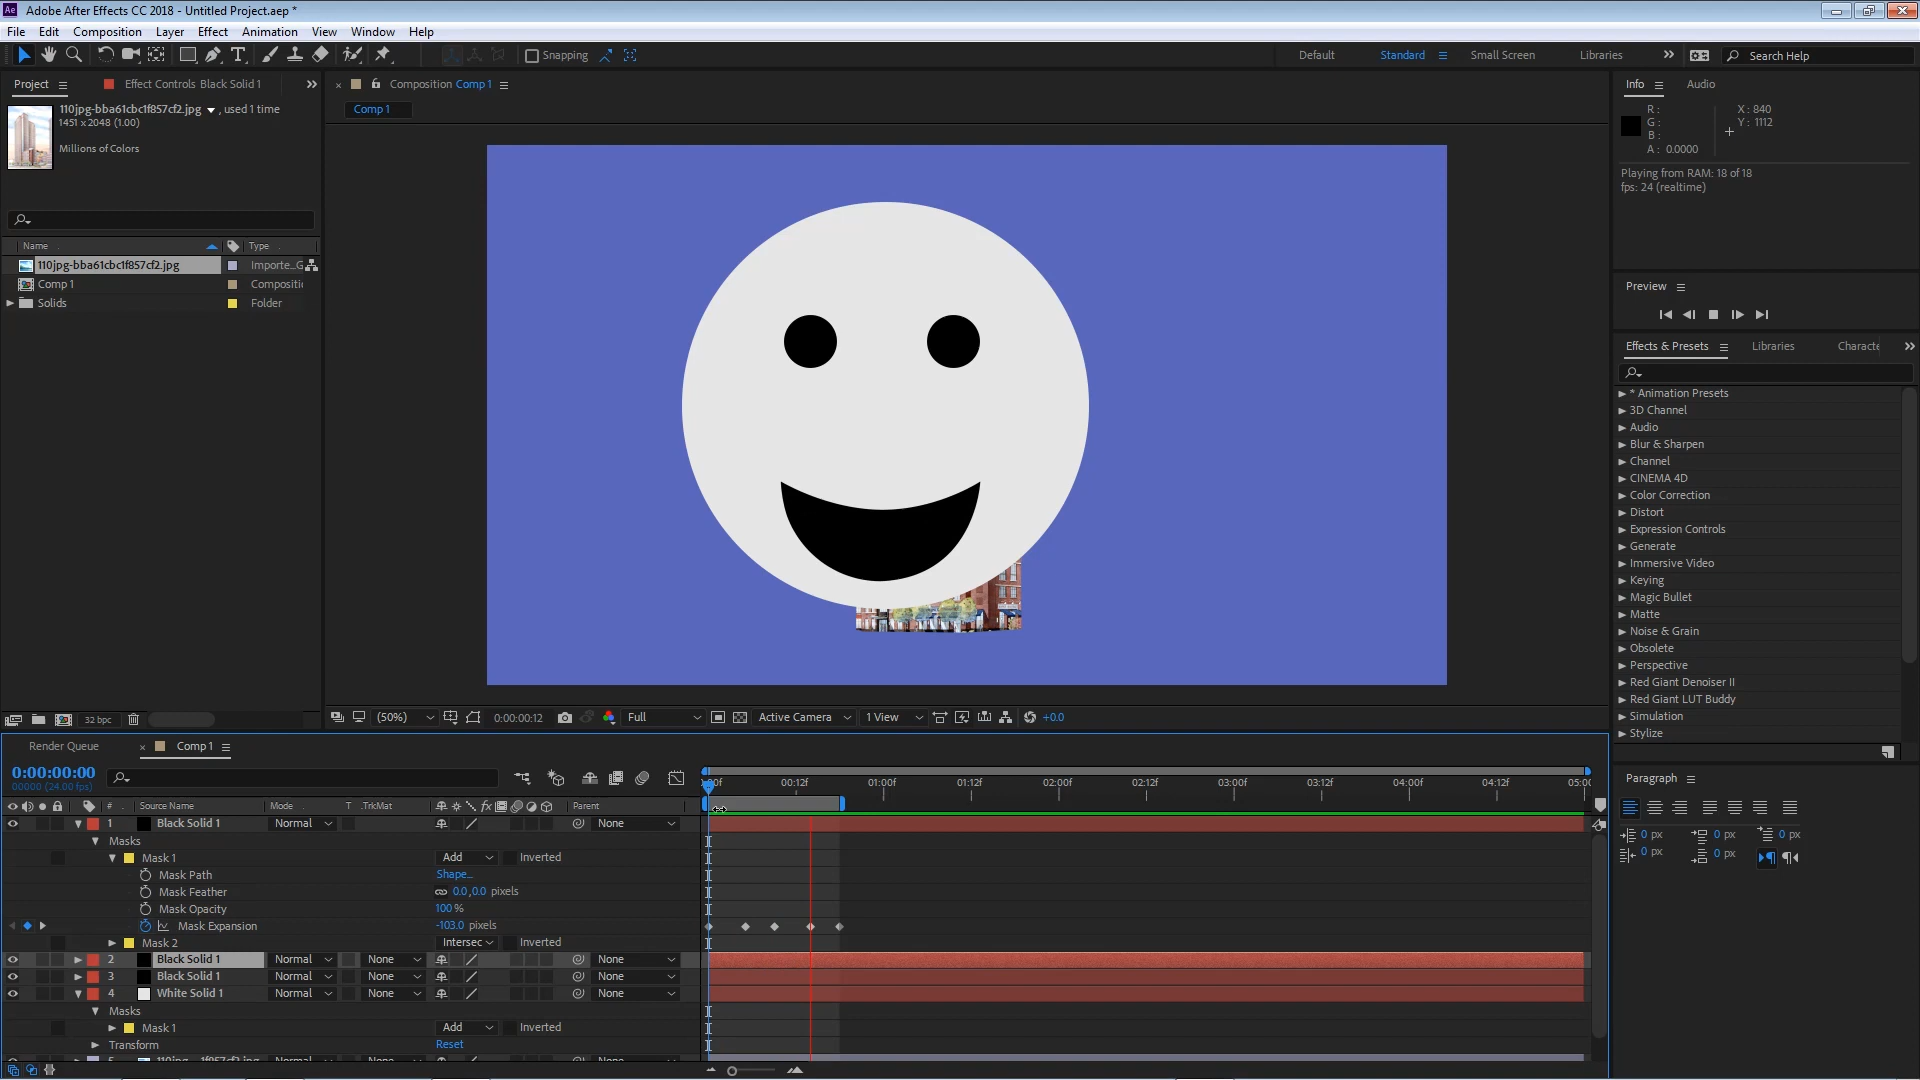 Adobe After Effects CC 2018 - Untitled Project.aep *
File Edit Composition Layer Effect Animation View Window Help
Snapping Default Standard Small Screen Libraries Search Help
Project Effect Controls Black Solid 1
110jpg-bba61cbc1f857cf2.jpg , used 1 time
1451 x 2048 (1.00)
Millions of Colors
Name Type
110jpg-bba61cbc1f857cf2.jpg Importe...G
Comp 1 Compositi
Solids Folder
32 bpc
Composition Comp 1
Comp 1
(50%) 0:00:00:12 Full Active Camera 1 View +0.0
Info Audio
R :
G :
B :
A : 0.0000
X : 840
Y : 1112
Playing from RAM: 18 of 18
fps: 24 (realtime)
Preview
Effects & Presets Libraries Characte
* Animation Presets
3D Channel
Audio
Blur & Sharpen
Channel
CINEMA 4D
Color Correction
Distort
Expression Controls
Generate
Immersive Video
Keying
Magic Bullet
Matte
Noise & Grain
Obsolete
Perspective
Red Giant Denoiser II
Red Giant LUT Buddy
Simulation
Stylize
Paragraph
0 px 0 px 0 px
0 px 0 px
Render Queue Comp 1
0:00:00:00
00000 (24.00 fps)
00f 00:12f 01:00f 01:12f 02:00f 02:12f 03:00f 03:12f 04:00f 04:12f 05:00
# Source Name Mode T .TrkMat Parent
1 Black Solid 1 Normal None
Masks
Mask 1 Add Inverted
Mask Path Shape...
Mask Feather 0.0,0.0 pixels
Mask Opacity 100 %
Mask Expansion -103.0 pixels
Mask 2 Intersec Inverted
2 Black Solid 1 Normal None None
3 Black Solid 1 Normal None None
4 White Solid 1 Normal None None
Masks
Mask 1 Add Inverted
Transform Reset